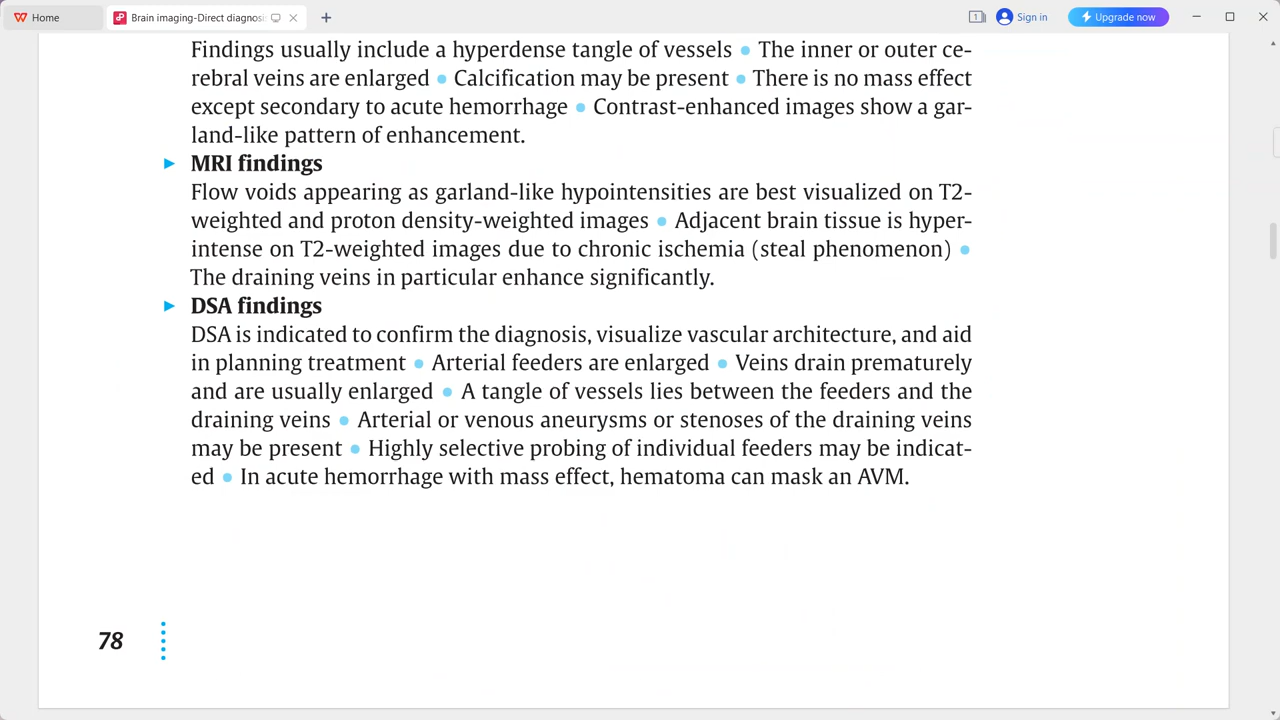 Home
Brain imaging-Direct diagnosi
1
Sign in
Upgrade now
Findings usually include a hyperdense tangle of vessels ● The inner or outer ce-
rebral veins are enlarged ● Calcification may be present ● There is no mass effect
except secondary to acute hemorrhage ● Contrast-enhanced images show a gar-
land-like pattern of enhancement.
► MRI findings
Flow voids appearing as garland-like hypointensities are best visualized on T2-
weighted and proton density-weighted images ● Adjacent brain tissue is hyper-
intense on T2-weighted images due to chronic ischemia (steal phenomenon) ●
The draining veins in particular enhance significantly.
► DSA findings
DSA is indicated to confirm the diagnosis, visualize vascular architecture, and aid
in planning treatment ● Arterial feeders are enlarged ● Veins drain prematurely
and are usually enlarged ● A tangle of vessels lies between the feeders and the
draining veins ● Arterial or venous aneurysms or stenoses of the draining veins
may be present ● Highly selective probing of individual feeders may be indicat-
ed ● In acute hemorrhage with mass effect, hematoma can mask an AVM.
78